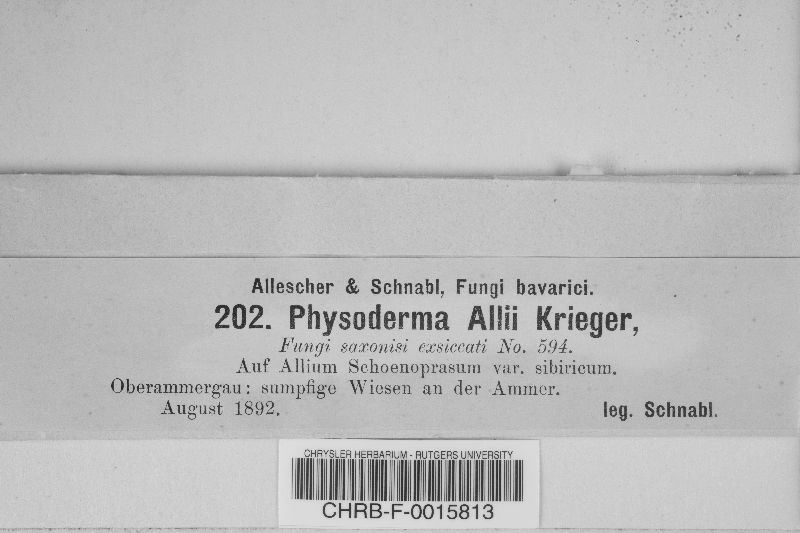 Allescher & Schnabl, Fungi bavarici.
202. Physoderma Allii Krieger,
Fungi saxonisi exsiccati No. 594.
Auf Allium Schoenoprasum var. sibiricum.
Oberammergau: sumpfige Wiesen an der Ammer.
August 1892. leg. Schnabl.
CHRYSLER HERBARIUM - RUTGERS UNIVERSITY
CHRB-F-0015813